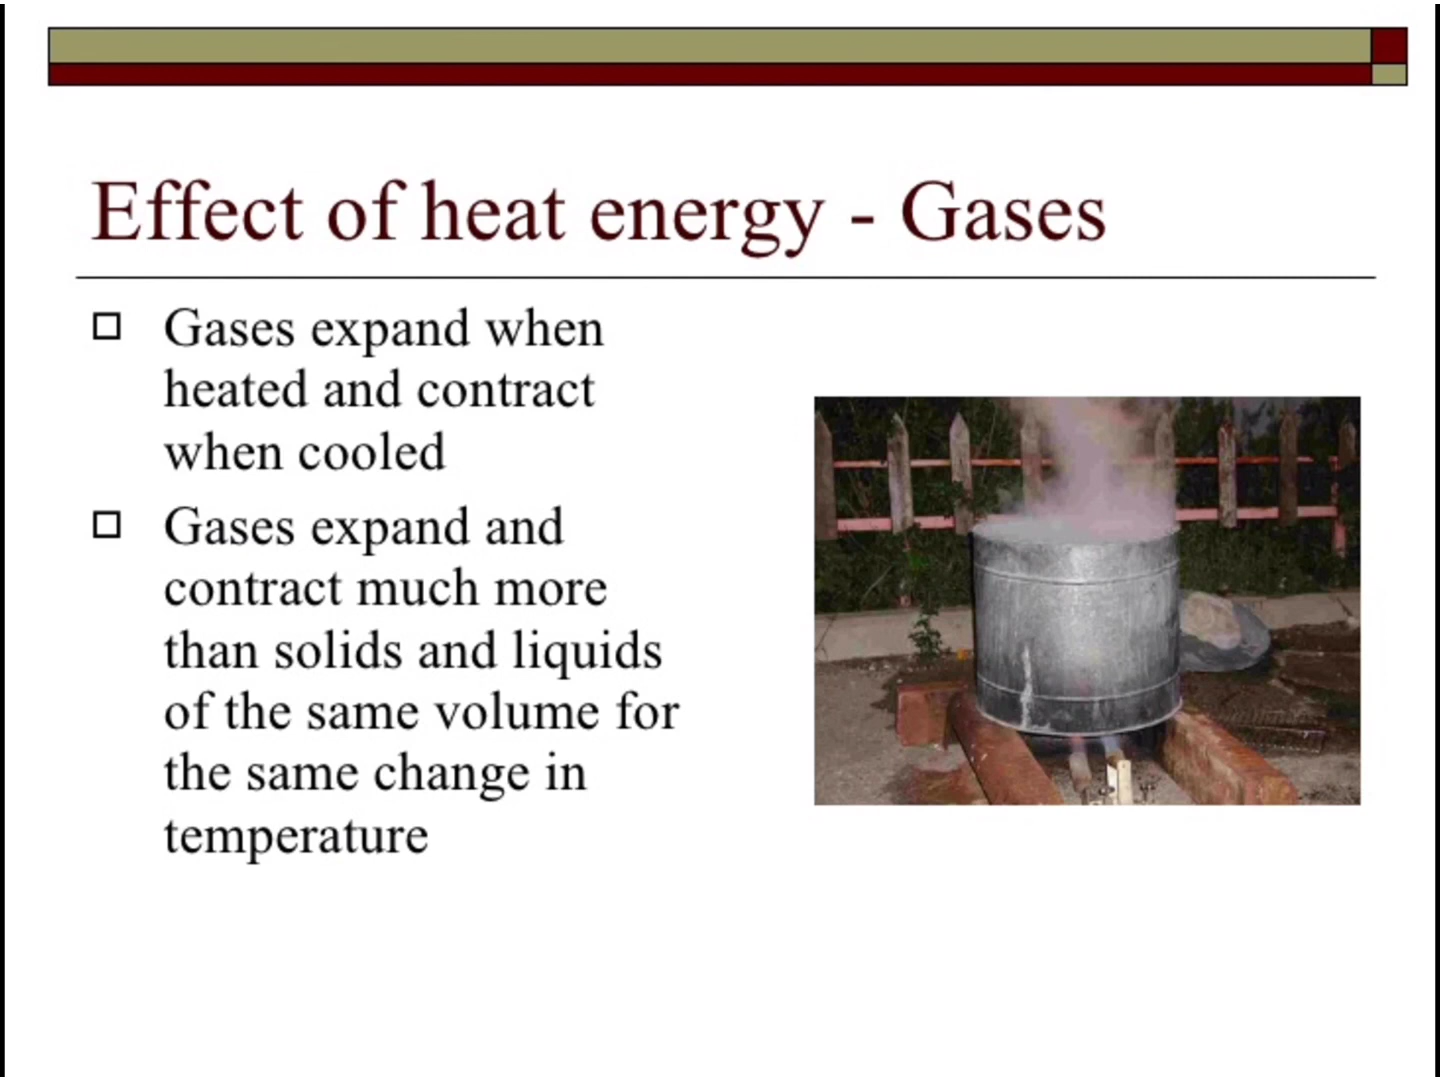 Effect of heat energy - Gases
Gases expand when
heated and contract
when cooled
Gases expand and
contract much more
than solids and liquids
of the same volume for
the same change in
temperature